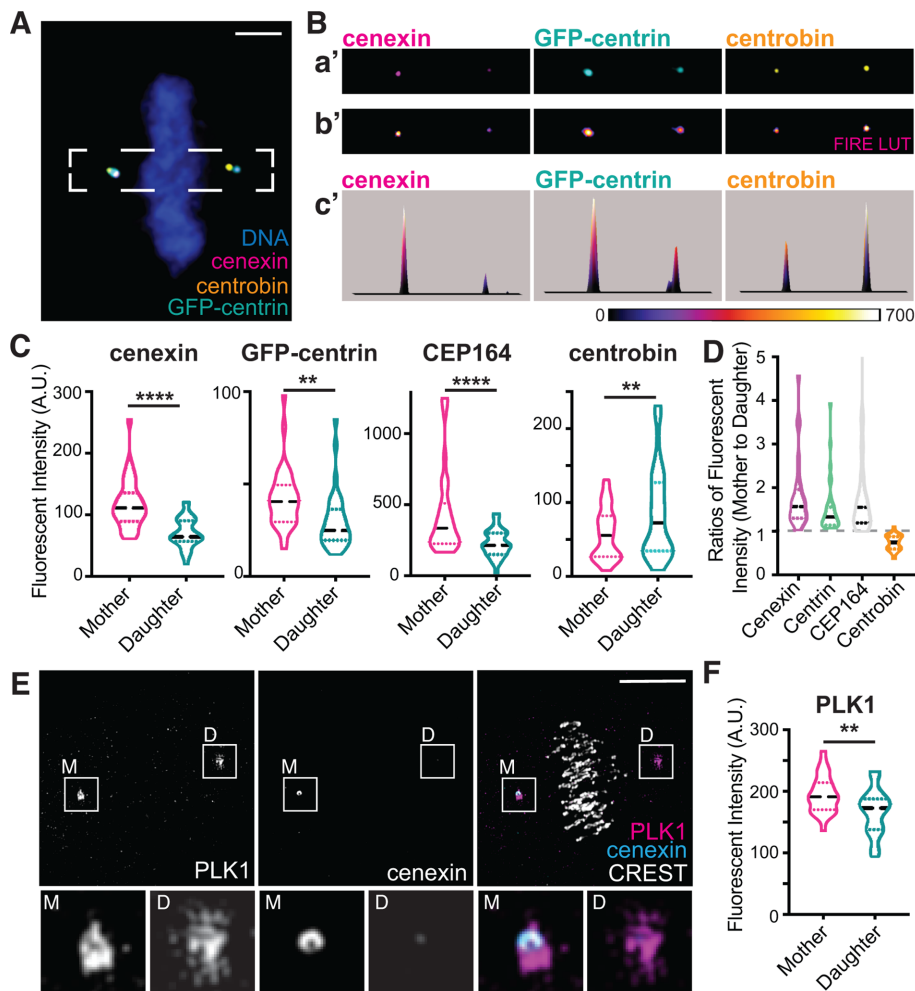 A
DNA
cenexin
centrobin
GFP-centrin
B
cenexin GFP-centrin centrobin
a'
b'
FIRE LUT
cenexin GFP-centrin centrobin
c'
0 700
C
cenexin GFP-centrin CEP164 centrobin
Fluorescent Intensity (A.U.)
300
200
100
0
****
Mother Daughter
100
0
**
Mother Daughter
1000
500
0
****
Mother Daughter
200
150
100
50
0
**
Mother Daughter
D
Ratios of Fluorescent
Inensity (Mother to Daughter)
5
4
3
2
1
0
Cenexin Centrin CEP164 Centrobin
E
M D
PLK1
M D
cenexin
M D
PLK1
cenexin
CREST
M D M D M D
F
PLK1
Fluorescent Intensity (A.U.)
300
200
100
0
**
Mother Daughter